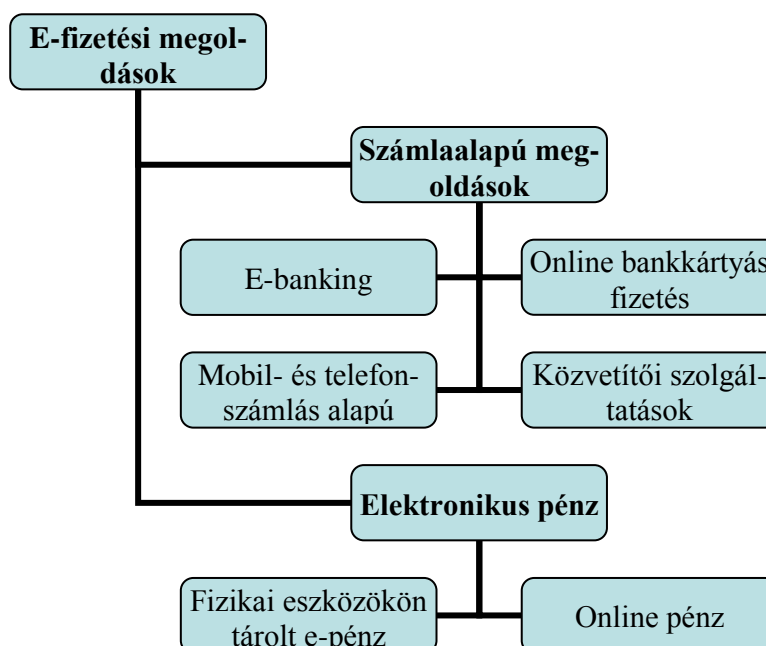 E-fizetési megol-
dások
Számlaalapú meg-
oldások
E-banking
Online bankkártyás
fizetés
Mobil- és telefon-
számlás alapú
Közvetítői szolgál-
tatások
Elektronikus pénz
Fizikai eszközökön
tárolt e-pénz
Online pénz